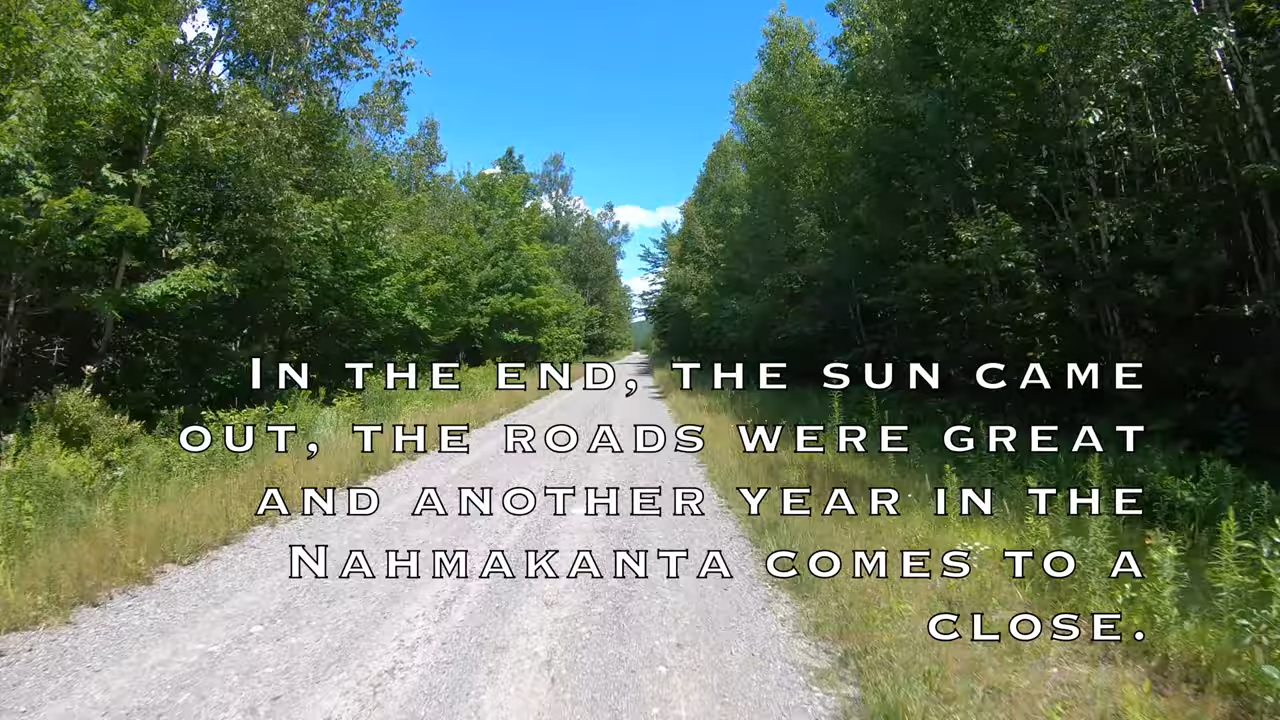 In the end, the sun came
out, the roads were great
and another year in the
Nahmakanta comes to a
close.